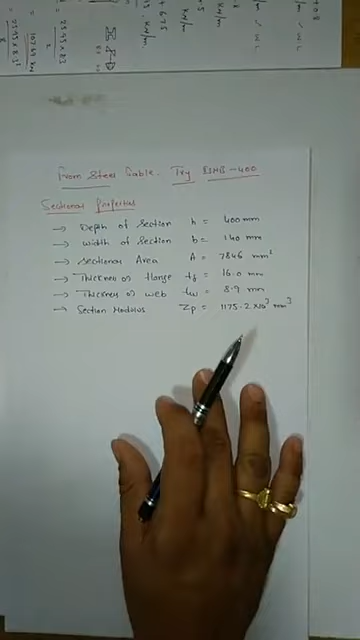 From Steel Table. Try ISMB-400
Sectional Properties
→ Depth of Section h = 400 mm
→ Width of Section b = 140 mm
→ Sectional Area A = 7846 mm²
→ Thickness of flange tf = 16.0 mm
→ Thickness of web tw = 8.9 mm
→ Section Modulus Zp = 1175.2 × 10³ mm³